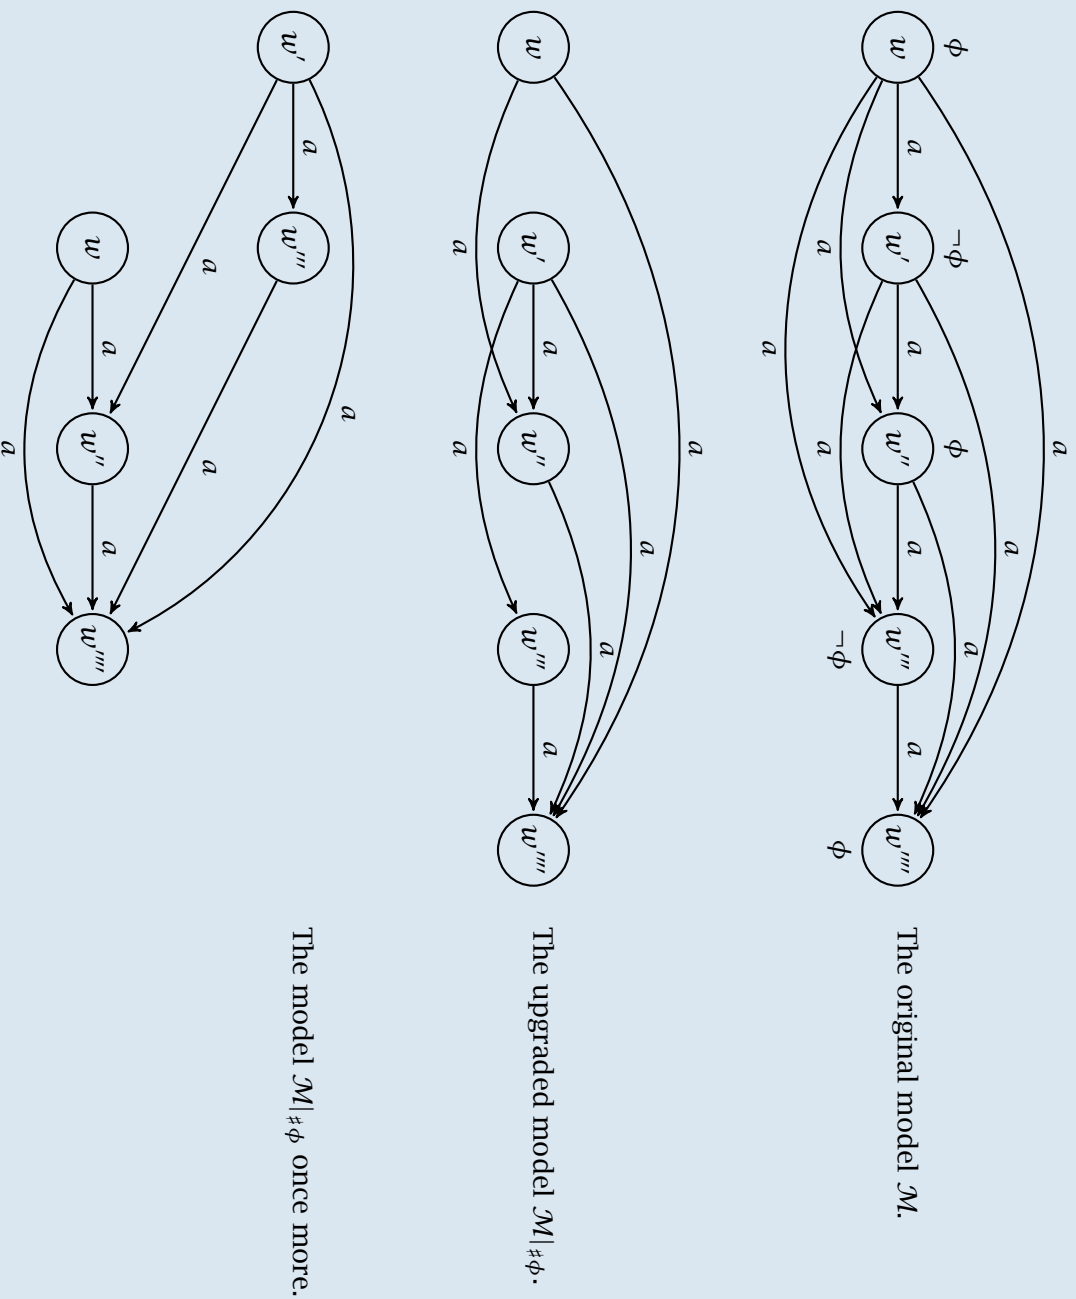 a
a
a
ϕ ¬ϕ ϕ
a a a a
w w′ w″ w‴ w⁗ The original model ℳ.
¬ϕ ϕ
a a
a
a
a
a
a a
w w′ w″ w‴ w⁗ The upgraded model ℳ|♯ϕ.
a a
a
a
w′ w‴ The model ℳ|♯ϕ once more.
a a
a a
w w″ w⁗
a